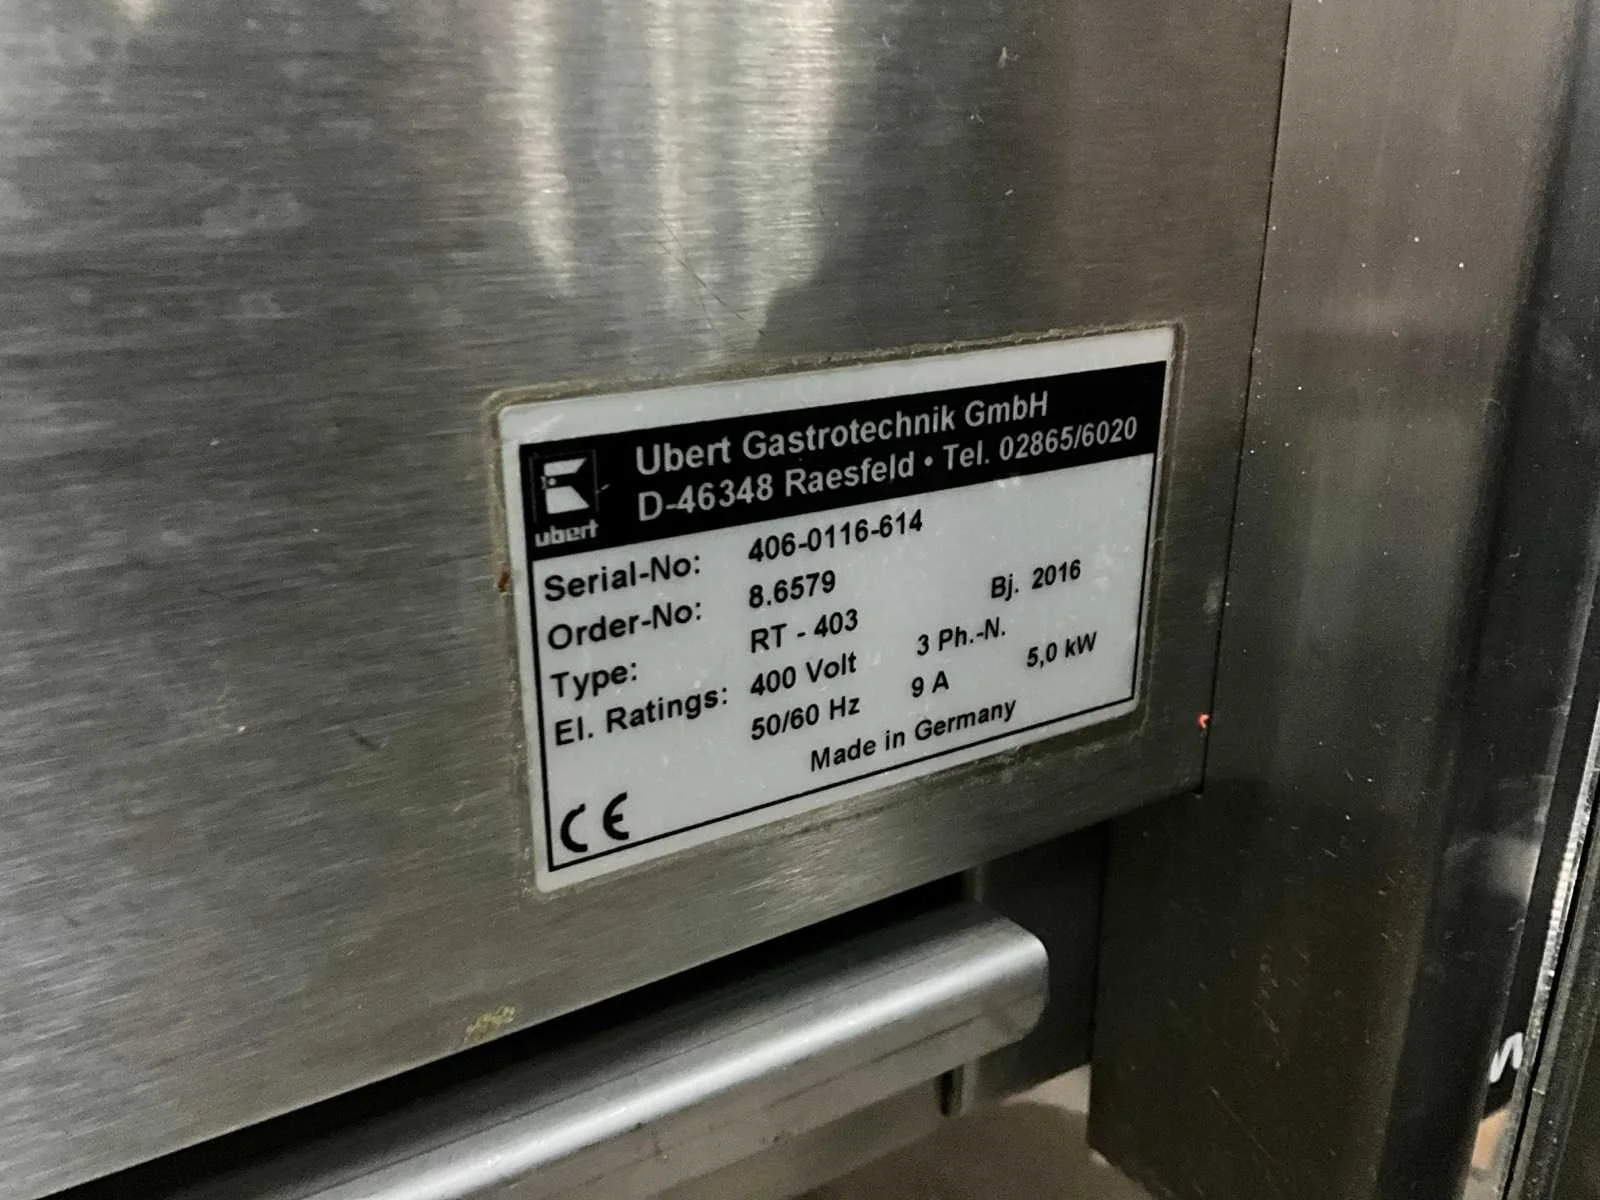 Ubert Gastrotechnik GmbH
D-46348 Raesfeld • Tel. 02865/6020
ubert
Serial-No: 406-0116-614
Order-No: 8.6579 Bj. 2016
Type: RT - 403
El. Ratings: 400 Volt 3 Ph.-N.
50/60 Hz 9 A 5,0 kW
Made in Germany
CE